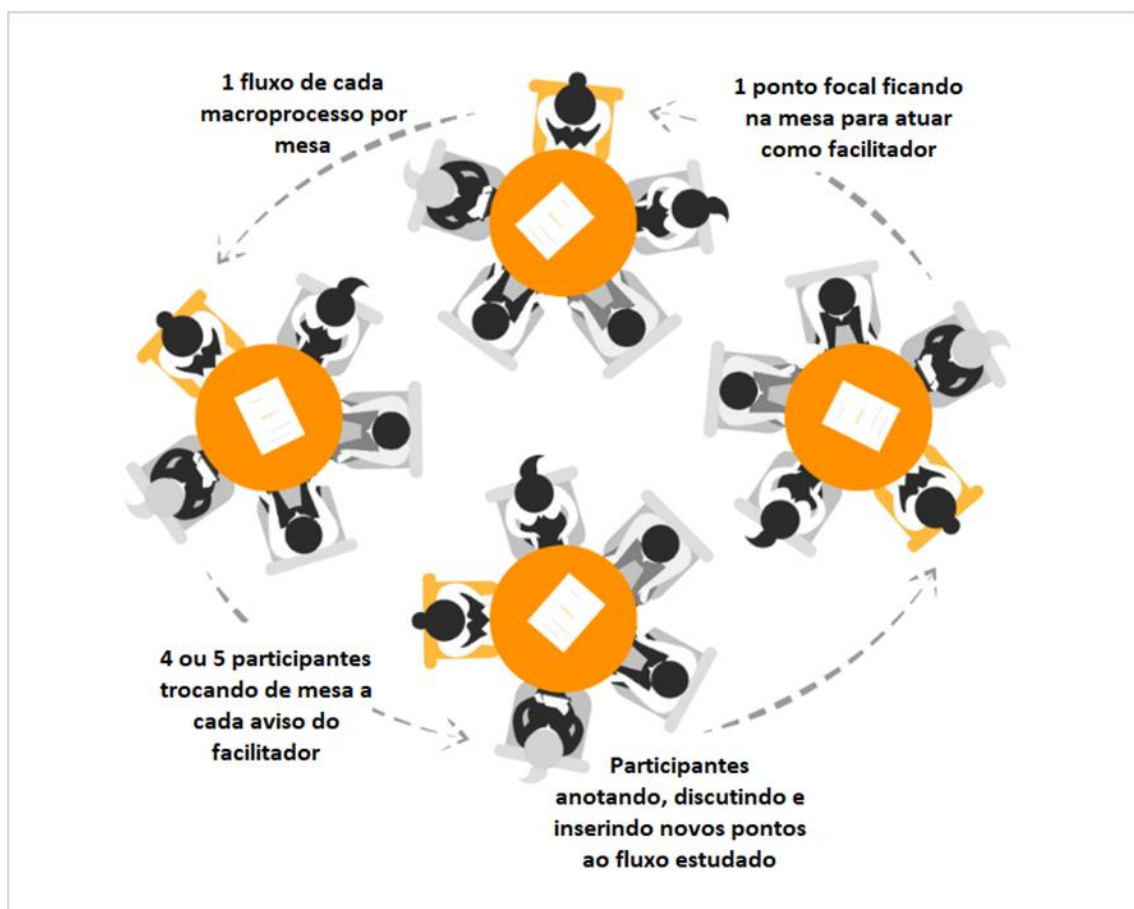 1 fluxo de cada
macroprocesso por
mesa
1 ponto focal ficando
na mesa para atuar
como facilitador
4 ou 5 participantes
trocando de mesa a
cada aviso do
facilitador
Participantes
anotando, discutindo e
inserindo novos pontos
ao fluxo estudado